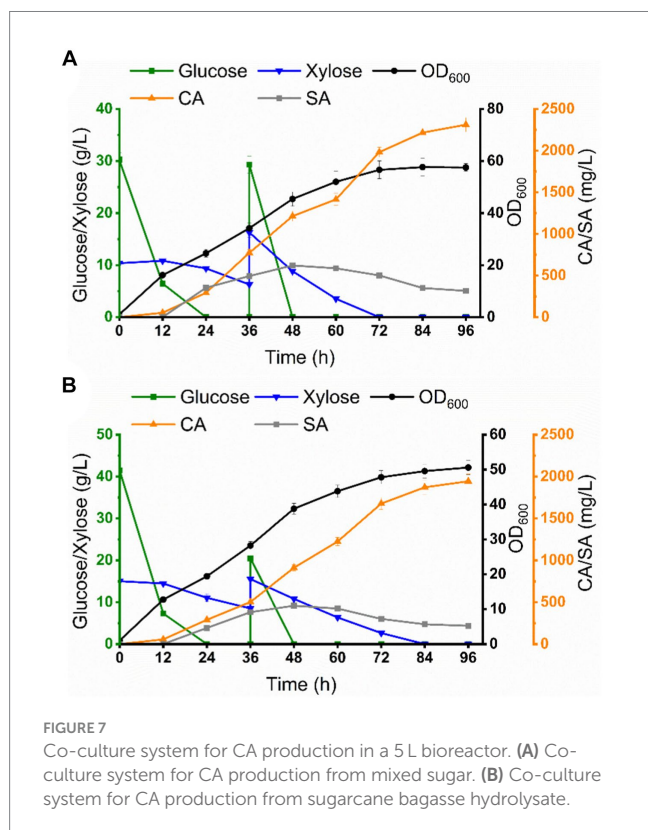 A
Glucose Xylose OD600
CA SA
40 80 2500
30 60 2000
1500
20 40
1000
10 20
500
0 0 0
0 12 24 36 48 60 72 84 96
Time (h)
Glucose/Xylose (g/L)
OD600
CA/SA (mg/L)
B
Glucose Xylose OD600
CA SA
50 60 2500
50
40 2000
40
30 1500
30
20 1000
20
10 500
10
0 0 0
0 12 24 36 48 60 72 84 96
Time (h)
Glucose/Xylose (g/L)
OD600
CA/SA (mg/L)
FIGURE 7
Co-culture system for CA production in a 5 L bioreactor. (A) Co-
culture system for CA production from mixed sugar. (B) Co-culture
system for CA production from sugarcane bagasse hydrolysate.